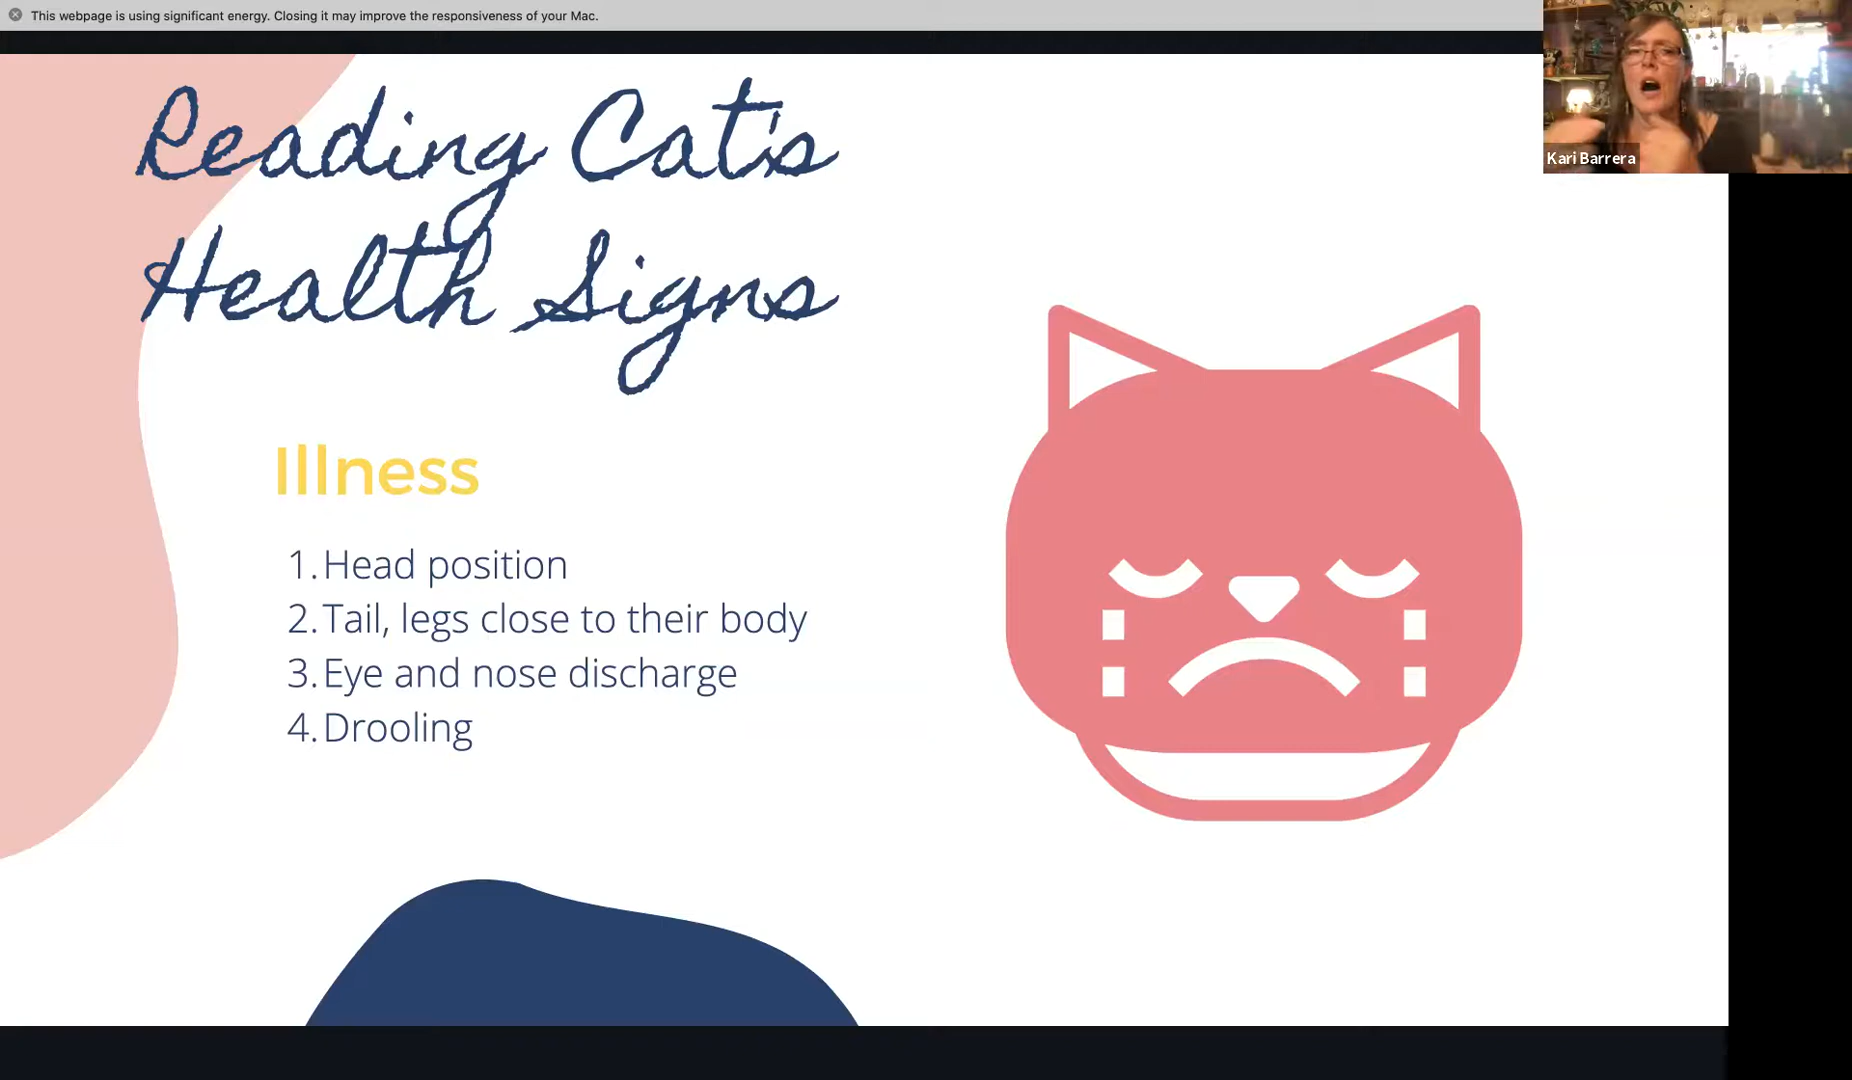 This webpage is using significant energy. Closing it may improve the responsiveness of your Mac.
Kari Barrera
Reading Cat's
Health Signs
Illness
1. Head position
2. Tail, legs close to their body
3. Eye and nose discharge
4. Drooling